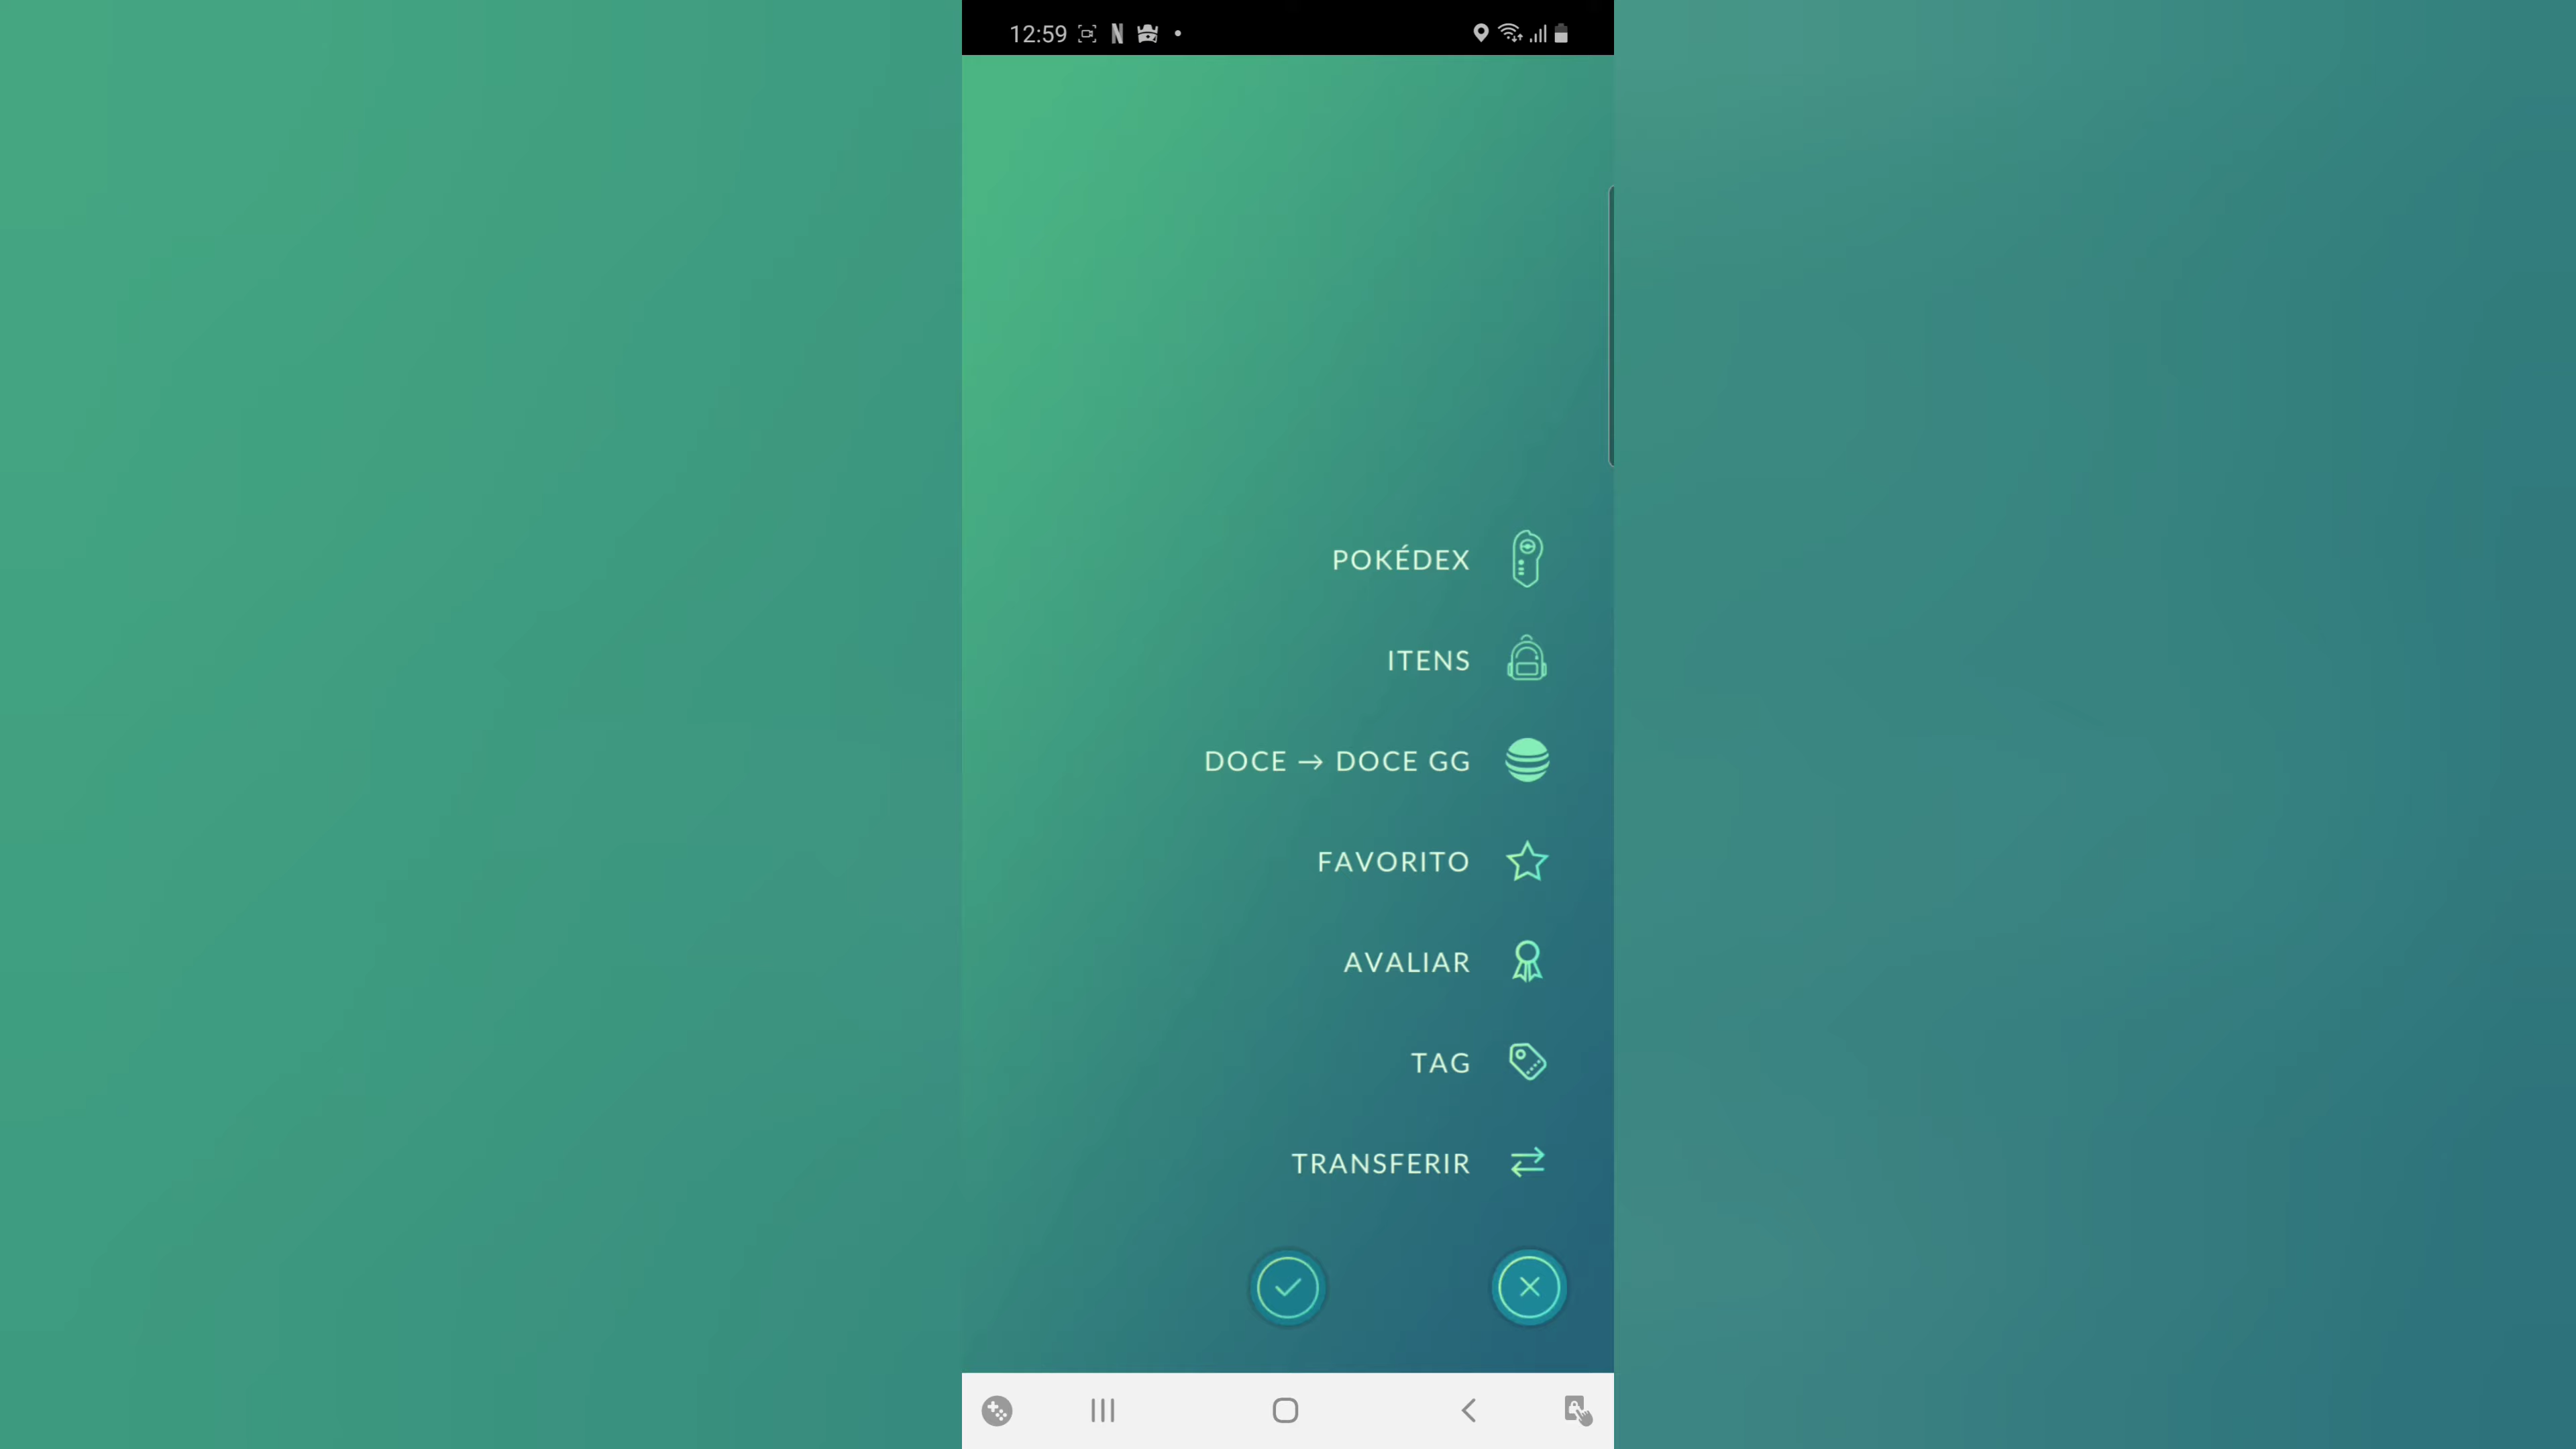 12:59
POKÉDEX
ITENS
DOCE → DOCE GG
FAVORITO
AVALIAR
TAG
TRANSFERIR